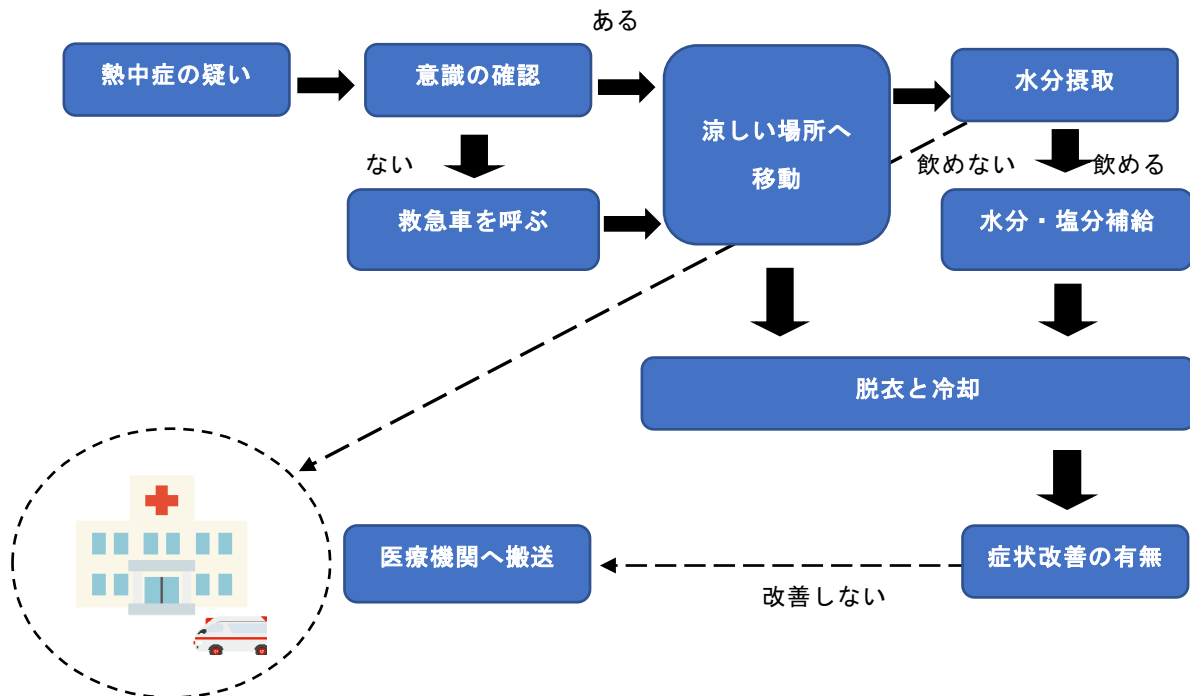 ある
熱中症の疑い
意識の確認
水分摂取
涼しい場所へ
移動
ない
飲めない
飲める
救急車を呼ぶ
水分・塩分補給
脱衣と冷却
医療機関へ搬送
症状改善の有無
改善しない